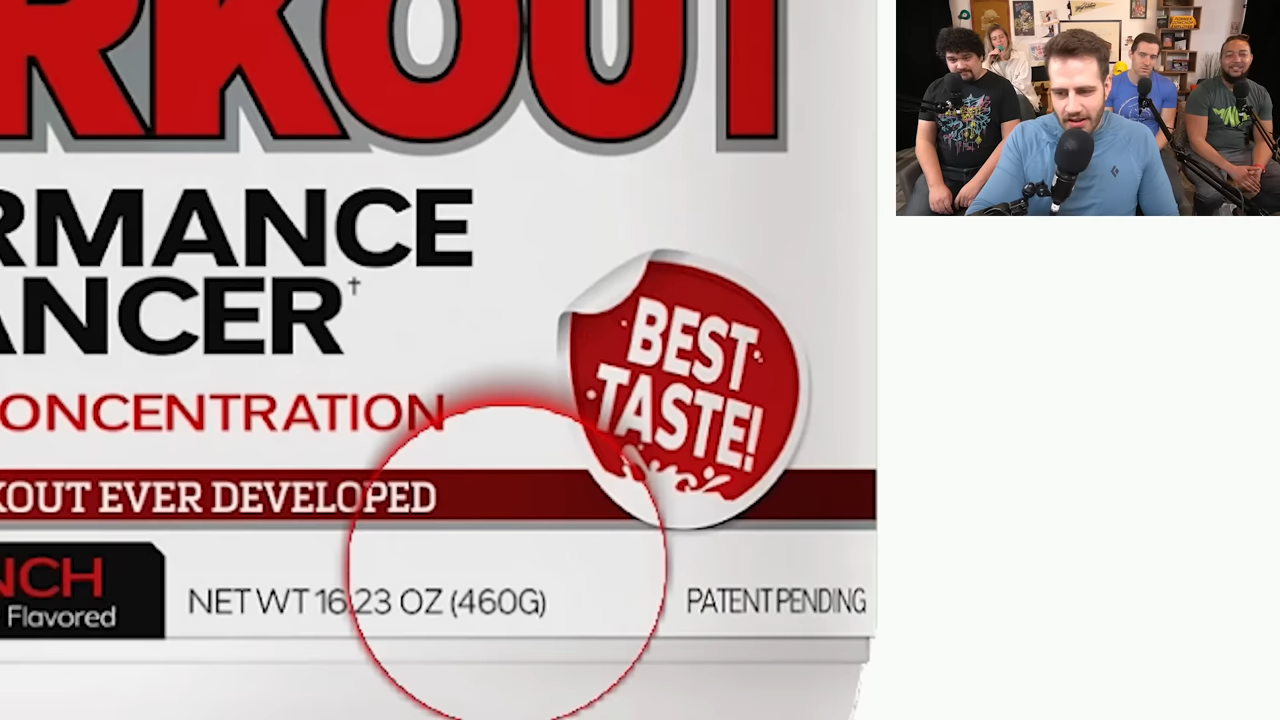 RKOUT
RMANCE
ANCER†
ONCENTRATION
BEST
TASTE!
KOUT EVER DEVELOPED
NCH
Flavored
NET WT 16.23 OZ (460G)
PATENT PENDING